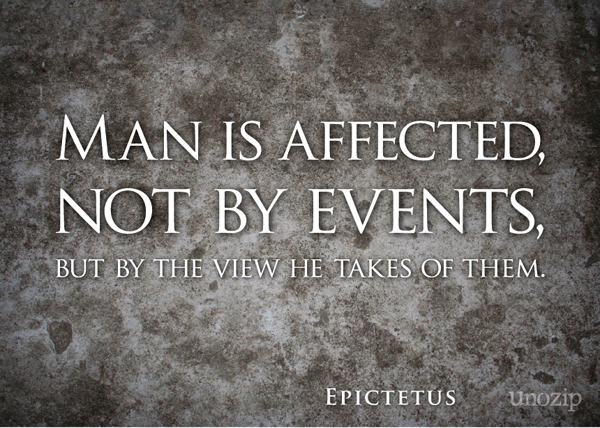 Man is affected,
not by events,
but by the view he takes of them.
Epictetus
unozip